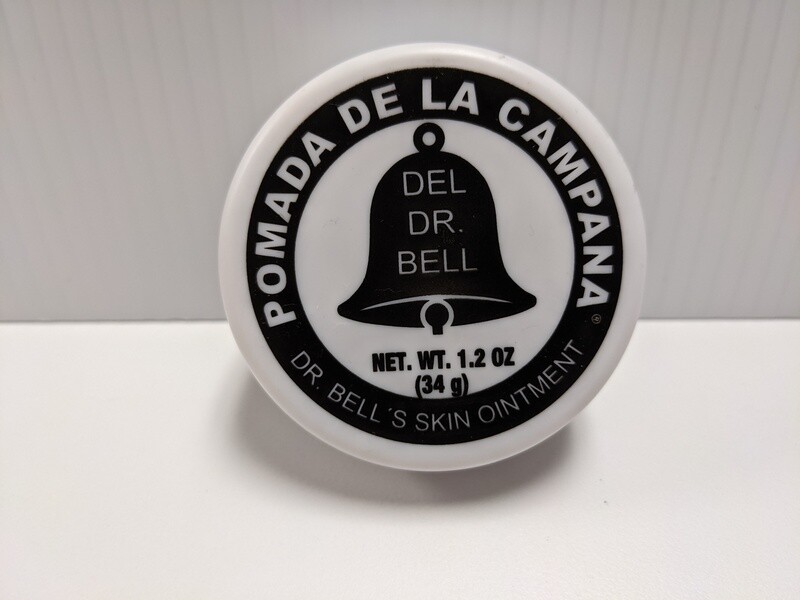 POMADA DE LA CAMPANA ®
DEL
DR.
BELL
NET. WT. 1.2 OZ
(34 g)
DR. BELL´S SKIN OINTMENT